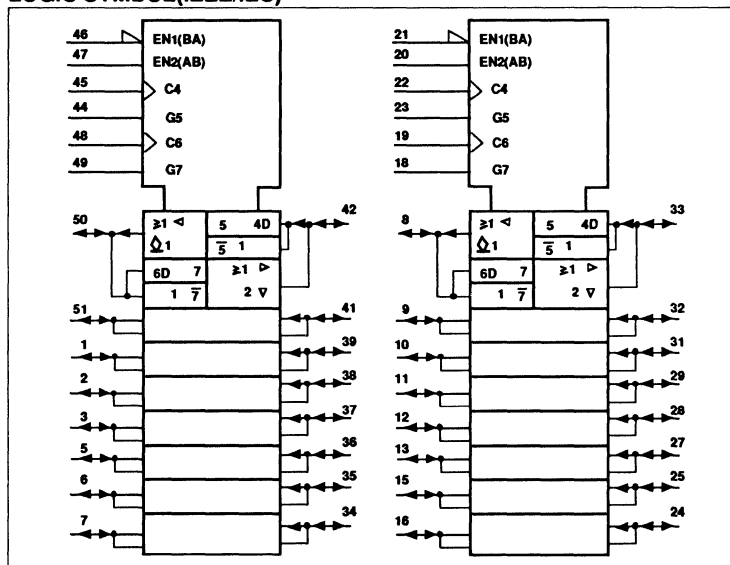 LOGIC SYMBOL(IEEE/IEC)
46 EN1(BA)
47 EN2(AB)
45 C4
44 G5
48 C6
49 G7
50 ≥1 ◁ 5 4D 42
◇1 5̅ 1
6D 7 ≥1 ▷
1 7̅ 2 ▽
51 41
1 39
2 38
3 37
5 36
6 35
7 34
21 EN1(BA)
20 EN2(AB)
22 C4
23 G5
19 C6
18 G7
8 ≥1 ◁ 5 4D 33
◇1 5̅ 1
6D 7 ≥1 ▷
1 7̅ 2 ▽
9 32
10 31
11 29
12 28
13 27
15 25
16 24